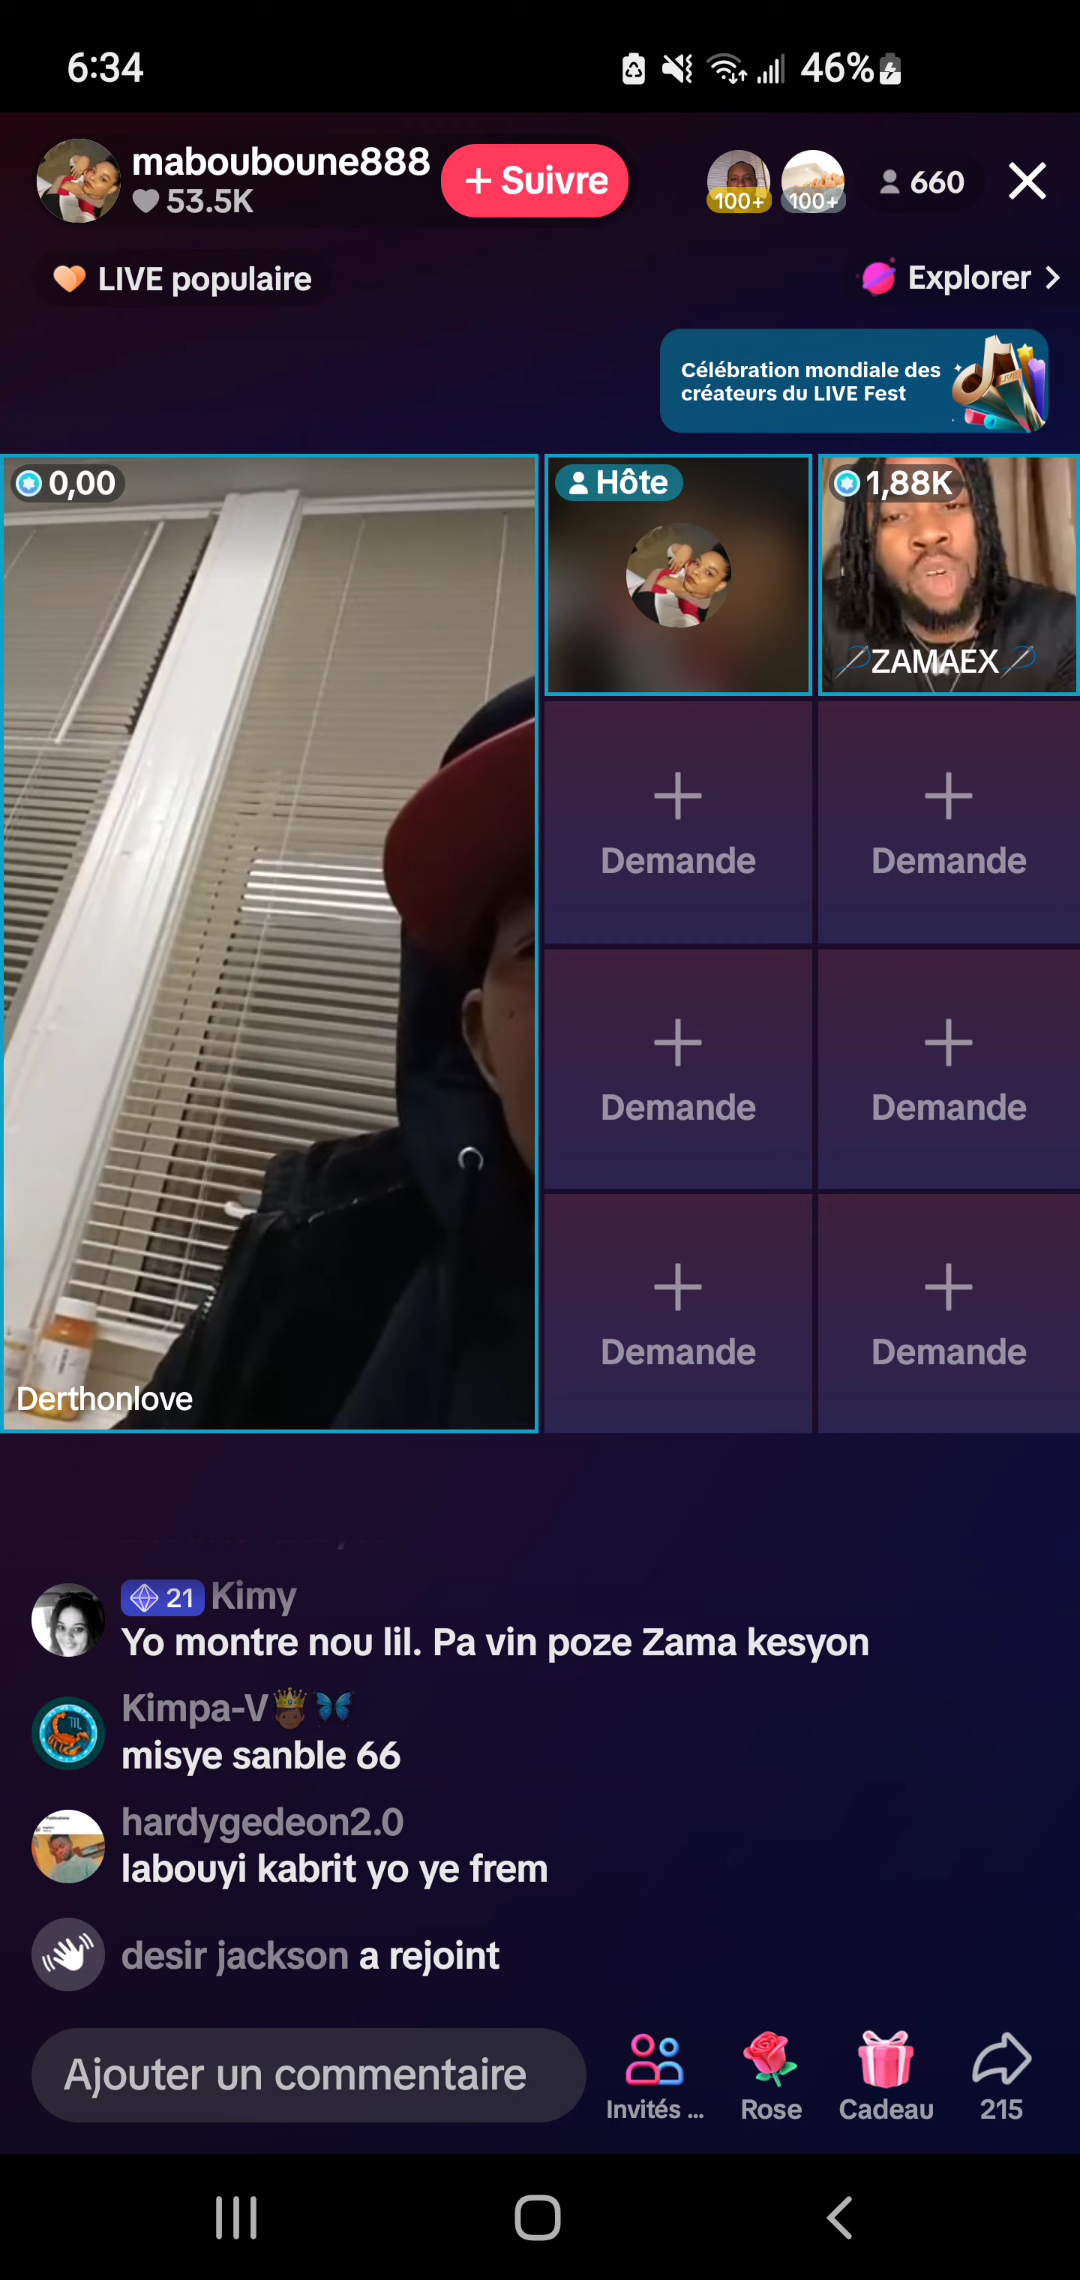 6:34
46%
mabouboune888
53.5K
+ Suivre
100+
100+
660
LIVE populaire
Explorer
Célébration mondiale des
créateurs du LIVE Fest
0,00
Hôte
1,88K
ZAMAEX
Demande
Demande
Demande
Demande
Demande
Demande
Derthonlove
21 Kimy
Yo montre nou lil. Pa vin poze Zama kesyon
Kimpa-V
misye sanble 66
hardygedeon2.0
labouyi kabrit yo ye frem
desir jackson a rejoint
Ajouter un commentaire
Invités ...
Rose
Cadeau
215